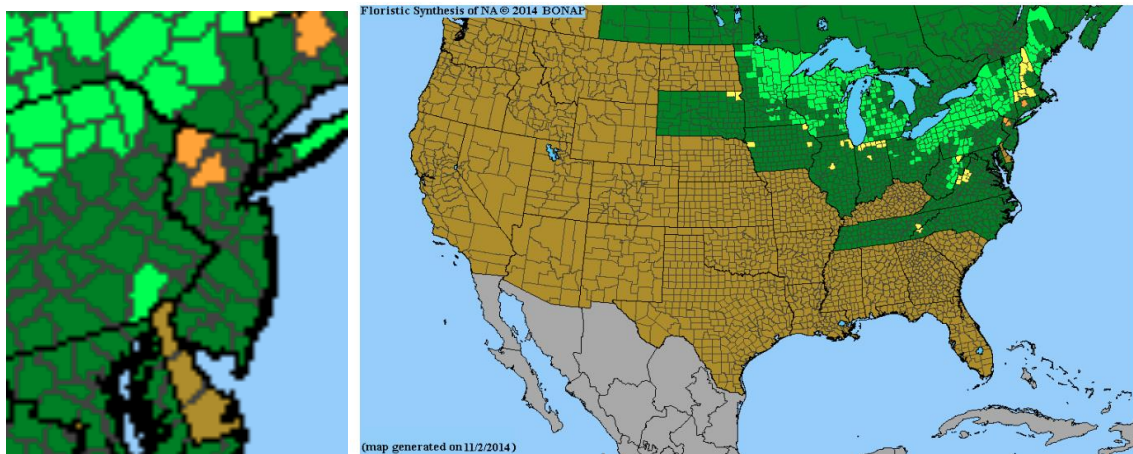 Floristic Synthesis of NA © 2014 BONAP
(map generated on 11/2/2014)